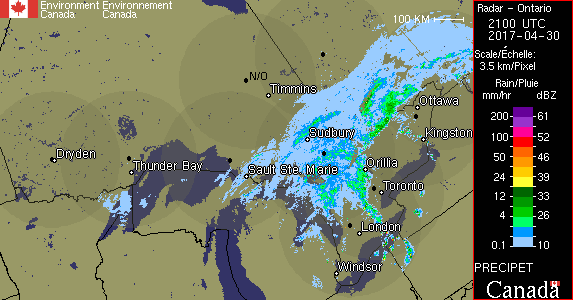 Environment Environnement
Canada Canada
100 KM
N/O
Timmins
Ottawa
Sudbury
Kingston
Dryden
Thunder Bay
Sault Ste. Marie
Orillia
Toronto
London
Windsor
Radar - Ontario
2100 UTC
2017-04-30
Scale/Échelle:
3.5 km/Pixel
Rain/Pluie
mm/hr dBZ
200 61
100 52
50 46
24 39
12 33
4 26
0.1 10
PRECIPET
Canada